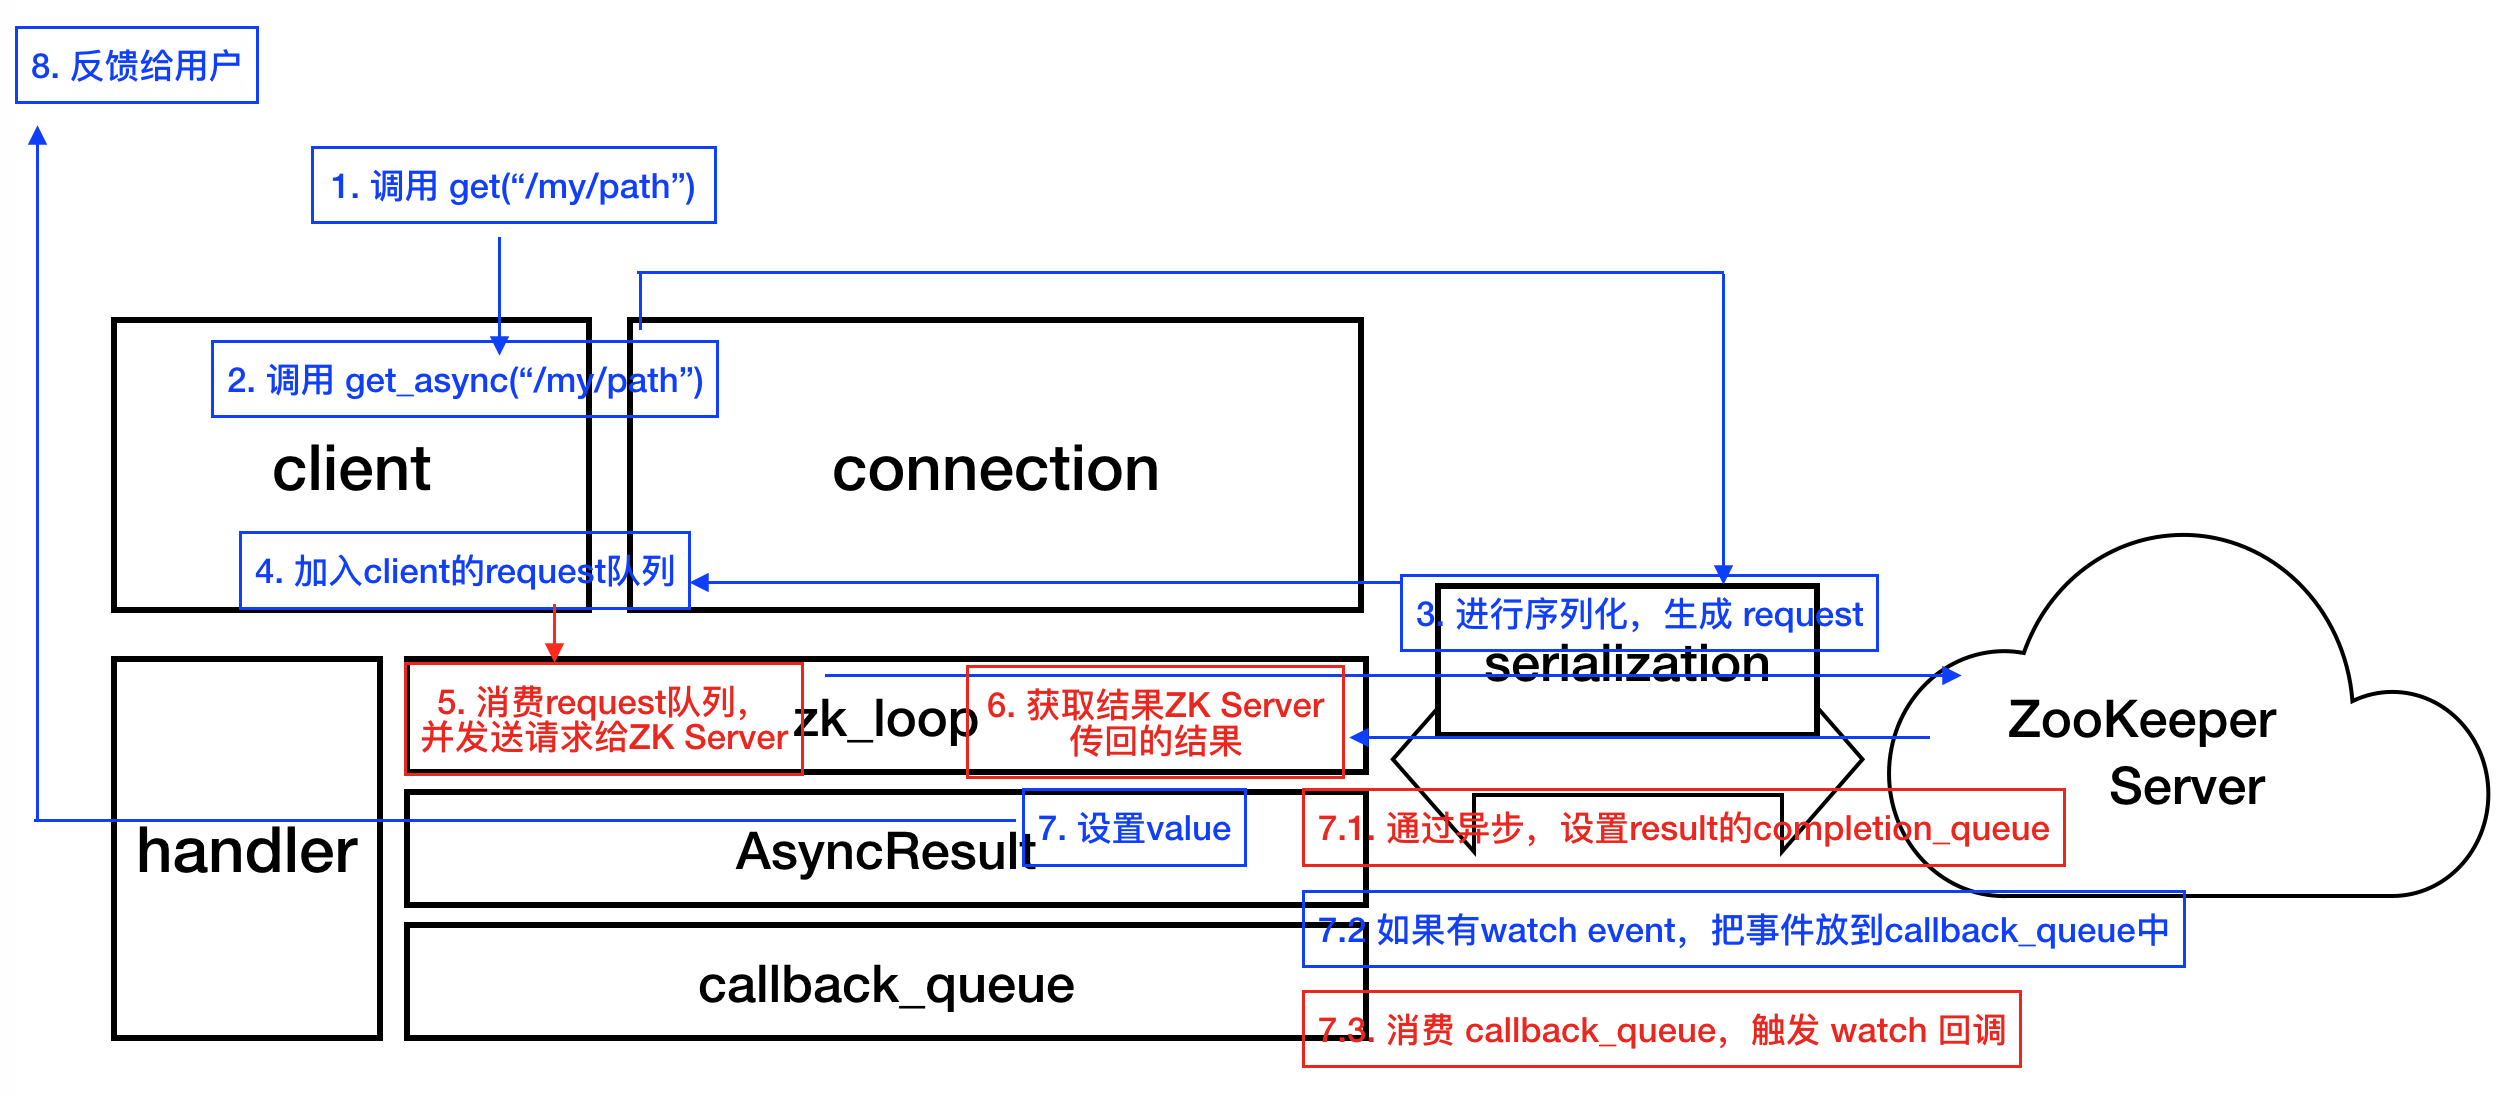 8. 反馈给用户
1. 调用 get(“/my/path”)
2. 调用 get_async(“/my/path”)
client
connection
4. 加入client的request队列
3. 进行序列化，生成 request
serialization
5. 消费request队列，
并发送请求给ZK Server
zk_loop
6. 获取结果ZK Server
传回的结果
ZooKeeper
Server
handler
7. 设置value
AsyncResult
7.1. 通过异步，设置result的completion_queue
7.2 如果有watch event，把事件放到callback_queue中
callback_queue
7.3. 消费 callback_queue，触发 watch 回调